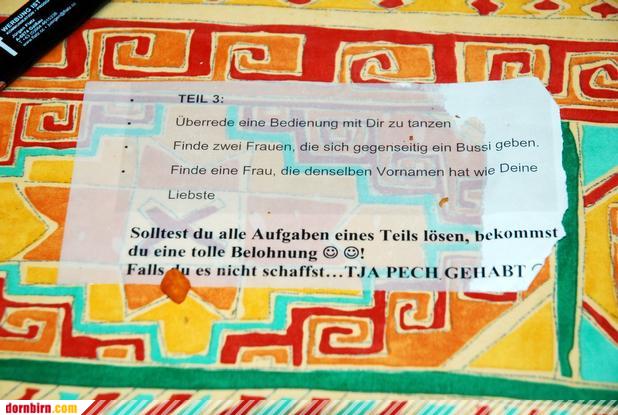 WERBUNG IST
• TEIL 3:
• Überrede eine Bedienung mit Dir zu tanzen
• Finde zwei Frauen, die sich gegenseitig ein Bussi geben.
• Finde eine Frau, die denselben Vornamen hat wie Deine
Liebste
Solltest du alle Aufgaben eines Teils lösen, bekommst
du eine tolle Belohnung ☺ ☺!
Falls du es nicht schaffst…TJA PECH GEHABT
dornbirn.com